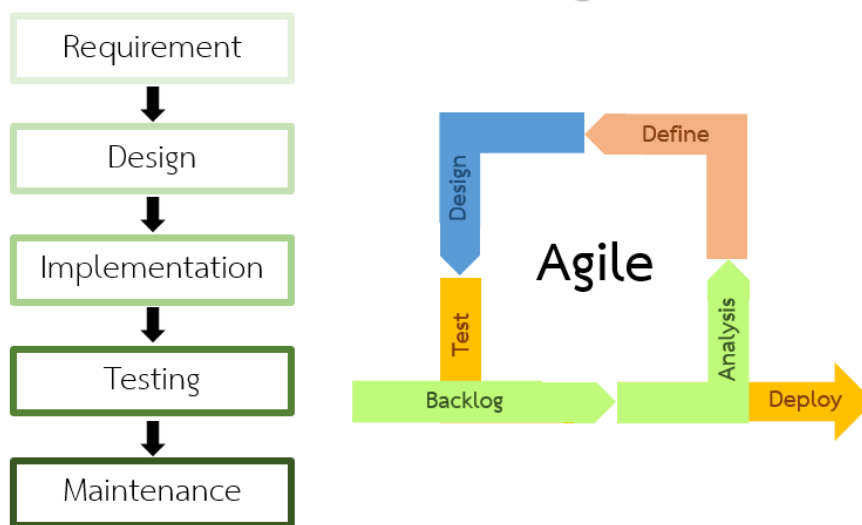 Requirement
Design
Implementation
Testing
Maintenance
Define
Design
Agile
Test
Analysis
Backlog
Deploy